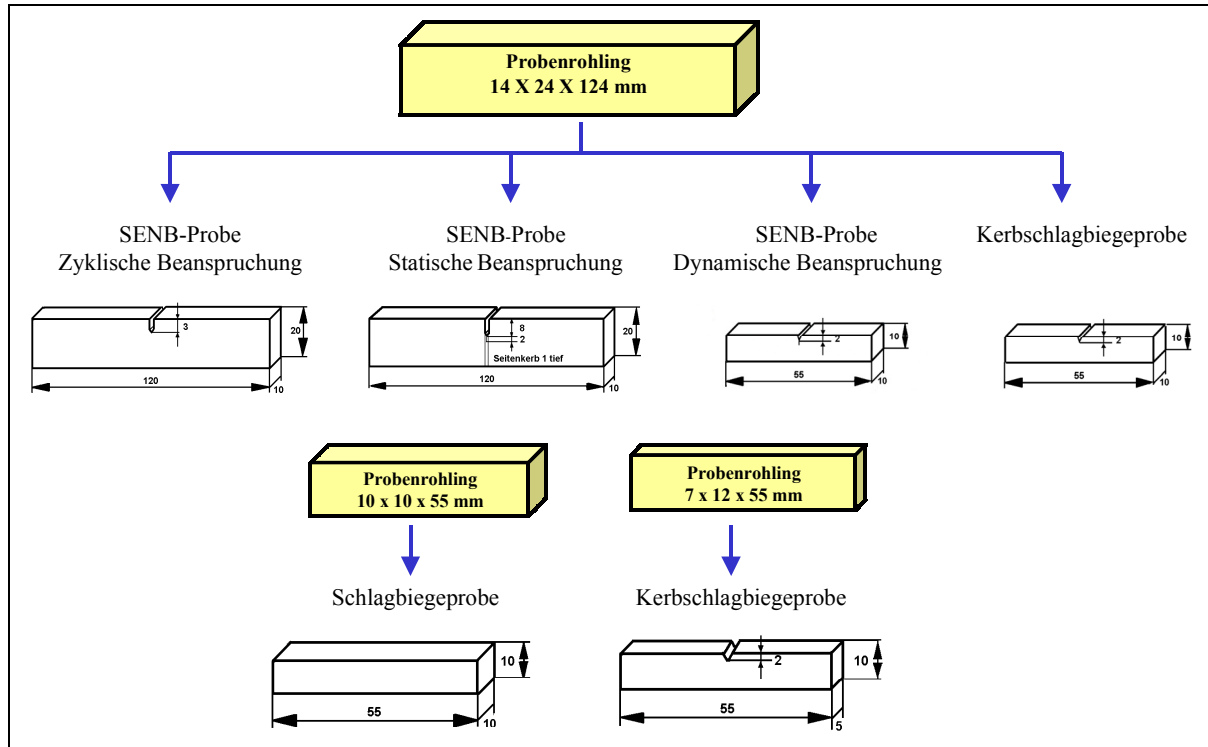 Probenrohling
14 X 24 X 124 mm
SENB-Probe
Zyklische Beanspruchung
SENB-Probe
Statische Beanspruchung
SENB-Probe
Dynamische Beanspruchung
Kerbschlagbiegeprobe
3
20
120
10
8
2
20
Seitenkerb 1 tief
120
10
2
10
55
10
2
10
55
10
Probenrohling
10 x 10 x 55 mm
Probenrohling
7 x 12 x 55 mm
Schlagbiegeprobe
Kerbschlagbiegeprobe
10
55
10
2
10
55
5